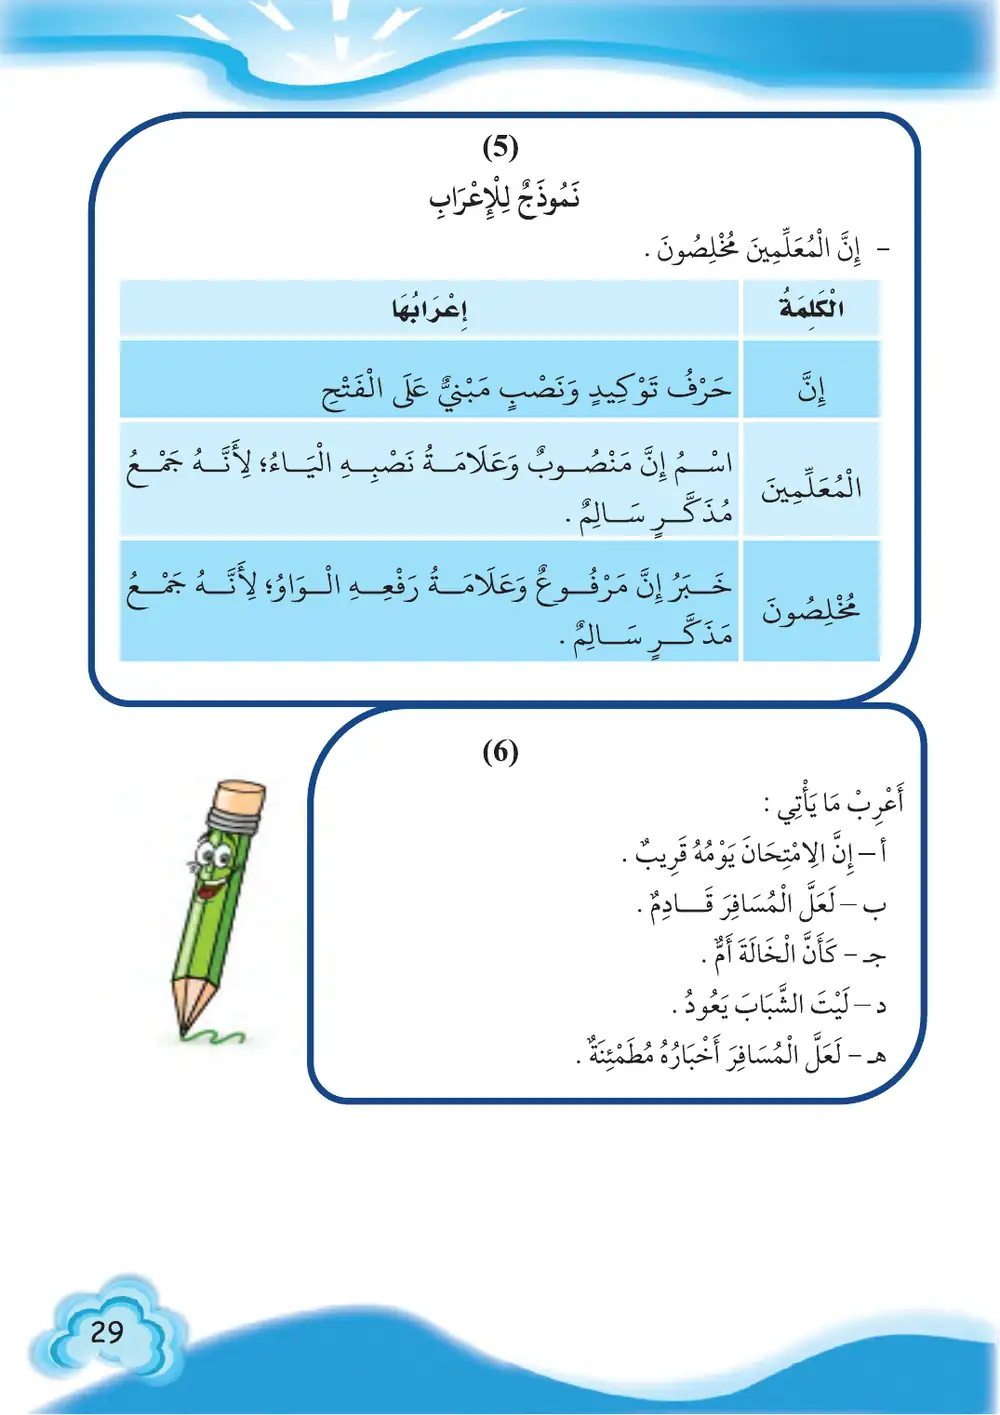 (5)
نَمُوذَجٌ لِلْإِعْرَابِ
- إِنَّ الْمُعَلِّمِينَ مُخْلِصُونَ .
الْكَلِمَةُ إِعْرَابُهَا
إِنَّ حَرْفُ تَوْكِيدٍ وَنَصْبٍ مَبْنِيٌّ عَلَى الْفَتْحِ
الْمُعَلِّمِينَ اسْمُ إِنَّ مَنْصُوبٌ وَعَلَامَةُ نَصْبِهِ الْيَاءُ؛ لِأَنَّهُ جَمْعُ
مُذَكَّرٍ سَالِمٌ .
مُخْلِصُونَ خَبَرُ إِنَّ مَرْفُوعٌ وَعَلَامَةُ رَفْعِهِ الْوَاوُ؛ لِأَنَّهُ جَمْعُ
مَذَكَّرٍ سَالِمٌ .
(6)
أَعْرِبْ مَا يَأْتِي :
أ – إِنَّ الِامْتِحَانَ يَوْمُهُ قَرِيبٌ .
ب – لَعَلَّ الْمُسَافِرَ قَادِمٌ .
جـ - كَأَنَّ الْخَالَةَ أَمٌّ .
د – لَيْتَ الشَّبَابَ يَعُودُ .
هـ - لَعَلَّ الْمُسَافِرَ أَخْبَارُهُ مُطَمْئِنَةٌ .
29